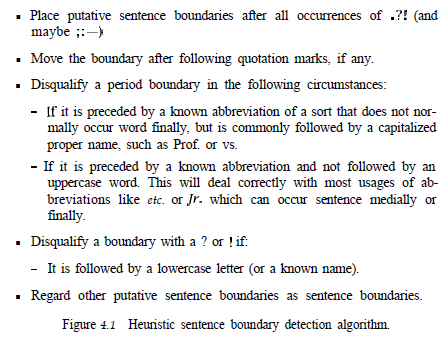 ▪ Place putative sentence boundaries after all occurrences of .?! (and
maybe ;:—)
▪ Move the boundary after following quotation marks, if any.
▪ Disqualify a period boundary in the following circumstances:
– If it is preceded by a known abbreviation of a sort that does not nor-
mally occur word finally, but is commonly followed by a capitalized
proper name, such as Prof. or vs.
– If it is preceded by a known abbreviation and not followed by an
uppercase word. This will deal correctly with most usages of ab-
breviations like etc. or Jr. which can occur sentence medially or
finally.
▪ Disqualify a boundary with a ? or ! if:
– It is followed by a lowercase letter (or a known name).
▪ Regard other putative sentence boundaries as sentence boundaries.
Figure 4.1 Heuristic sentence boundary detection algorithm.